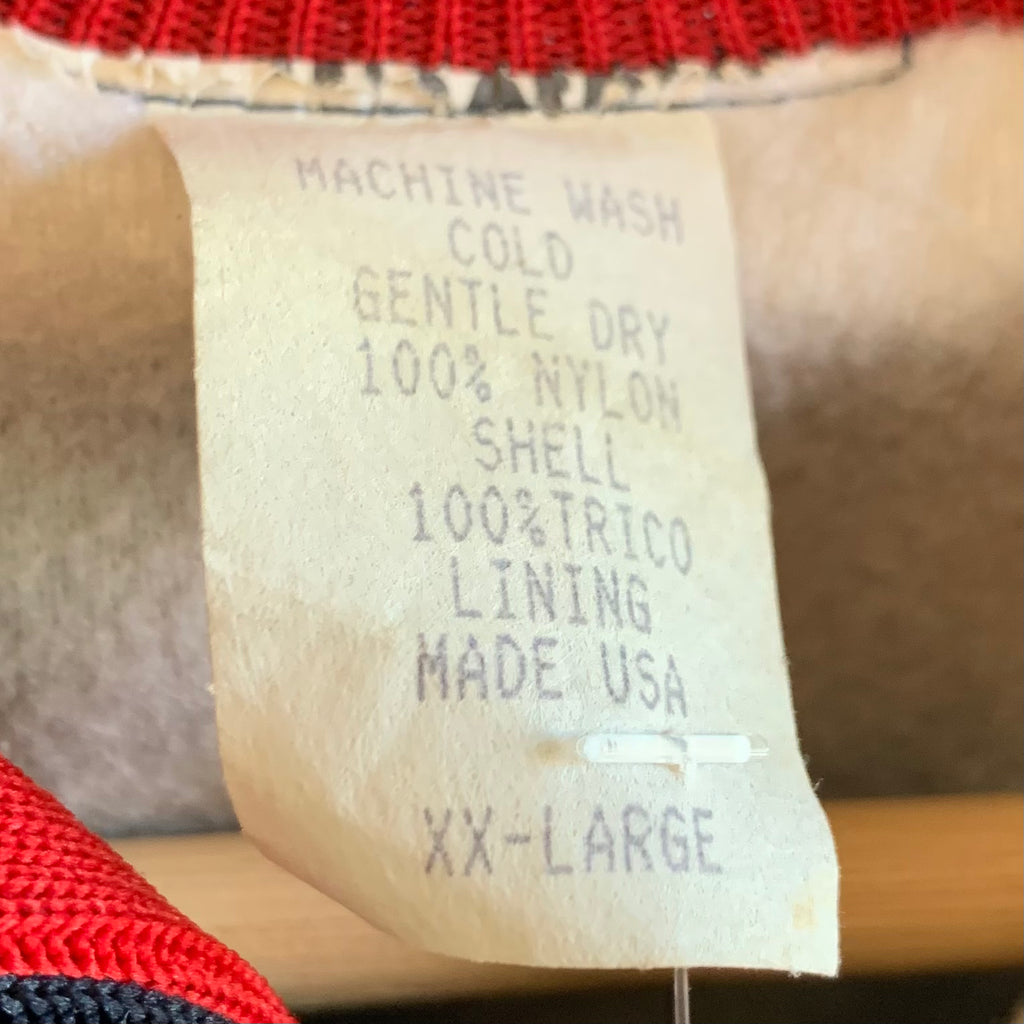 MACHINE WASH
COLD
GENTLE DRY
100% NYLON
SHELL
100%TRICO
LINING
MADE USA
XX-LARGE